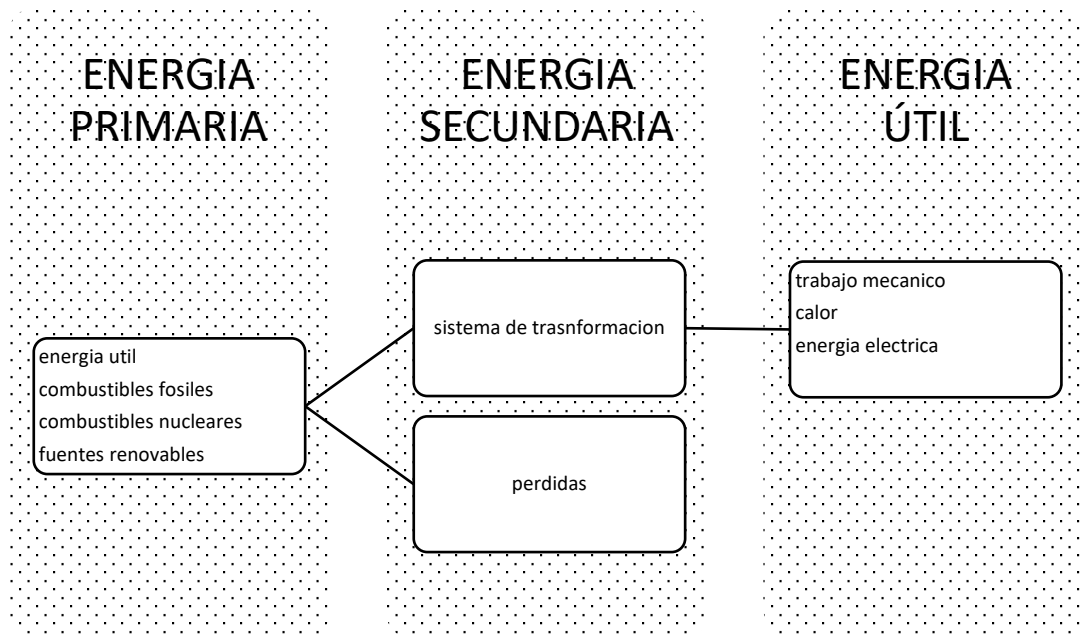 ENERGIA
PRIMARIA
ENERGIA
SECUNDARIA
ENERGIA
ÚTIL
energia util
combustibles fosiles
combustibles nucleares
fuentes renovables
sistema de trasnformacion
perdidas
trabajo mecanico
calor
energia electrica